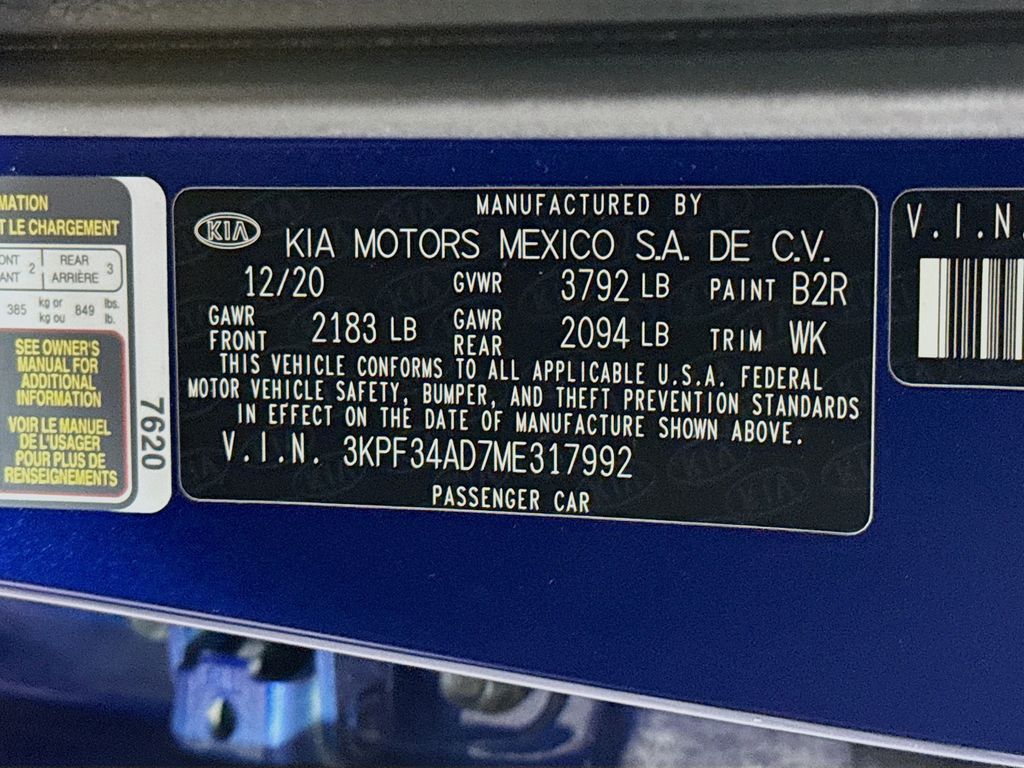 MATION
T LE CHARGEMENT
ONT 2 REAR 3
ANT ARRIÈRE
385 kg or 849 lbs.
kg ou lb.
SEE OWNER'S
MANUAL FOR
ADDITIONAL
INFORMATION
VOIR LE MANUEL
DE L'USAGER
POUR PLUS DE
RENSEIGNEMENTS
7620
MANUFACTURED BY
KIA KIA MOTORS MEXICO S.A. DE C.V.
12/20 GVWR 3792 LB PAINT B2R
GAWR FRONT 2183 LB GAWR REAR 2094 LB TRIM WK
THIS VEHICLE CONFORMS TO ALL APPLICABLE U.S.A. FEDERAL
MOTOR VEHICLE SAFETY, BUMPER, AND THEFT PREVENTION STANDARDS
IN EFFECT ON THE DATE OF MANUFACTURE SHOWN ABOVE.
V.I.N. 3KPF34AD7ME317992
PASSENGER CAR
V.I.N.